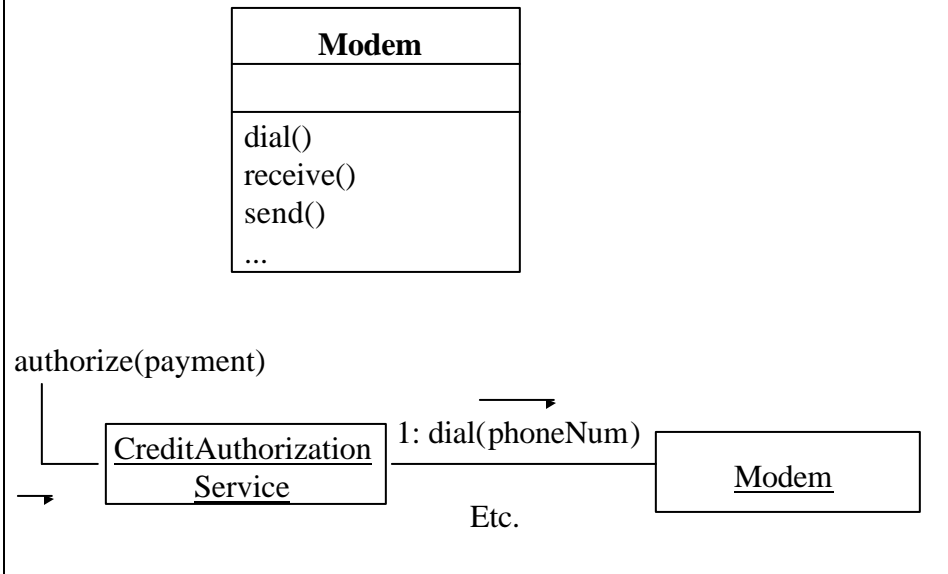 Modem
dial()
receive()
send()
...
authorize(payment)
1: dial(phoneNum)
CreditAuthorization
Service
Modem
Etc.